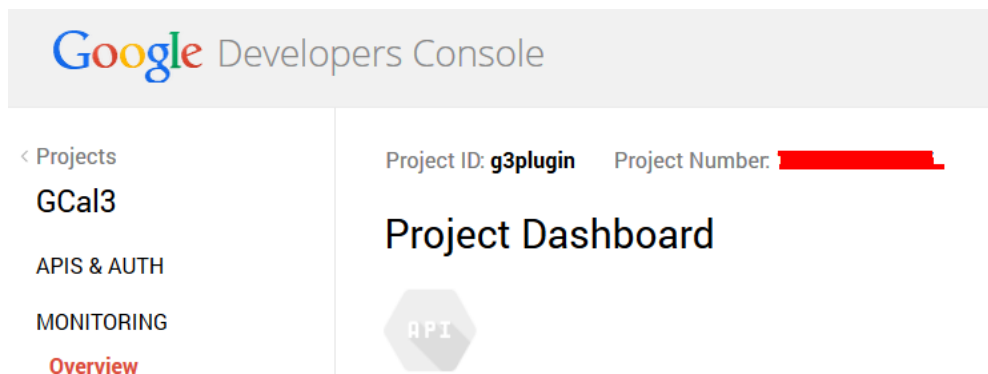 Google Developers Console
< Projects
GCal3
APIS & AUTH
MONITORING
Overview
Project ID: g3plugin Project Number:
Project Dashboard
API